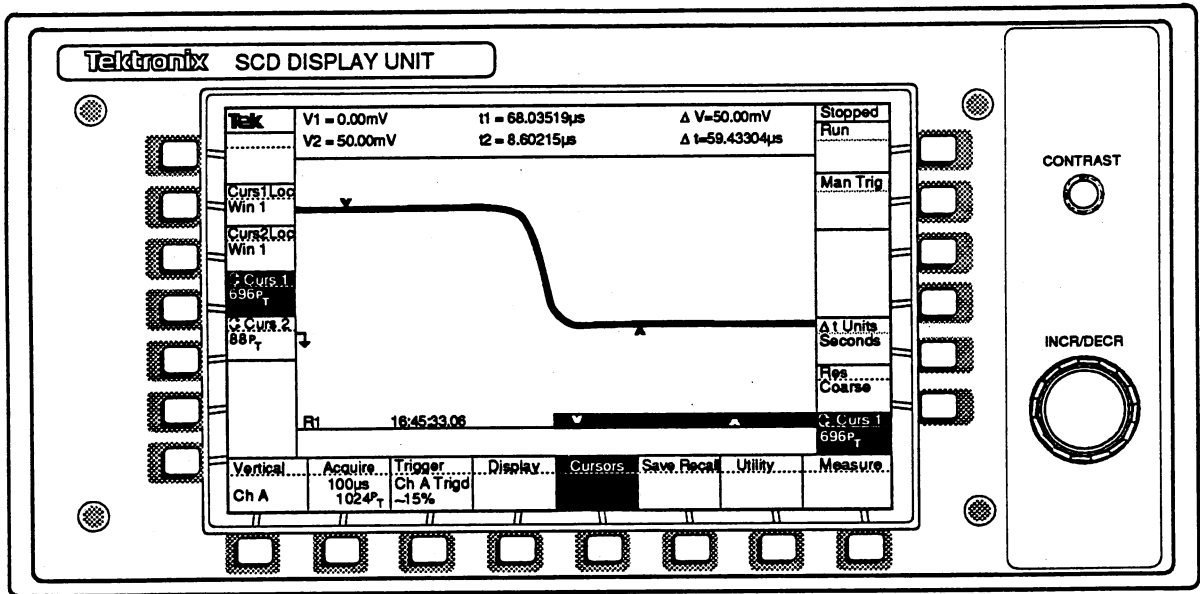 Tektronix SCD DISPLAY UNIT
Tek
V1 = 0.00mV t1 = 68.03519µs Δ V=50.00mV
V2 = 50.00mV t2 = 8.60215µs Δ t=59.43304µs
Stopped
Run
Man Trig
Curs1Loc
Win 1
Curs2Loc
Win 1
Curs 1
696PT
Curs 2
88PT
Δ t Units
Seconds
Res
Coarse
Curs 1
696PT
R1 16:45:33.06
Vertical
Ch A
Acquire
100µs
1024PT
Trigger
Ch A Trigd
~15%
Display
Cursors
Save Recall
Utility
Measure
CONTRAST
INCR/DECR